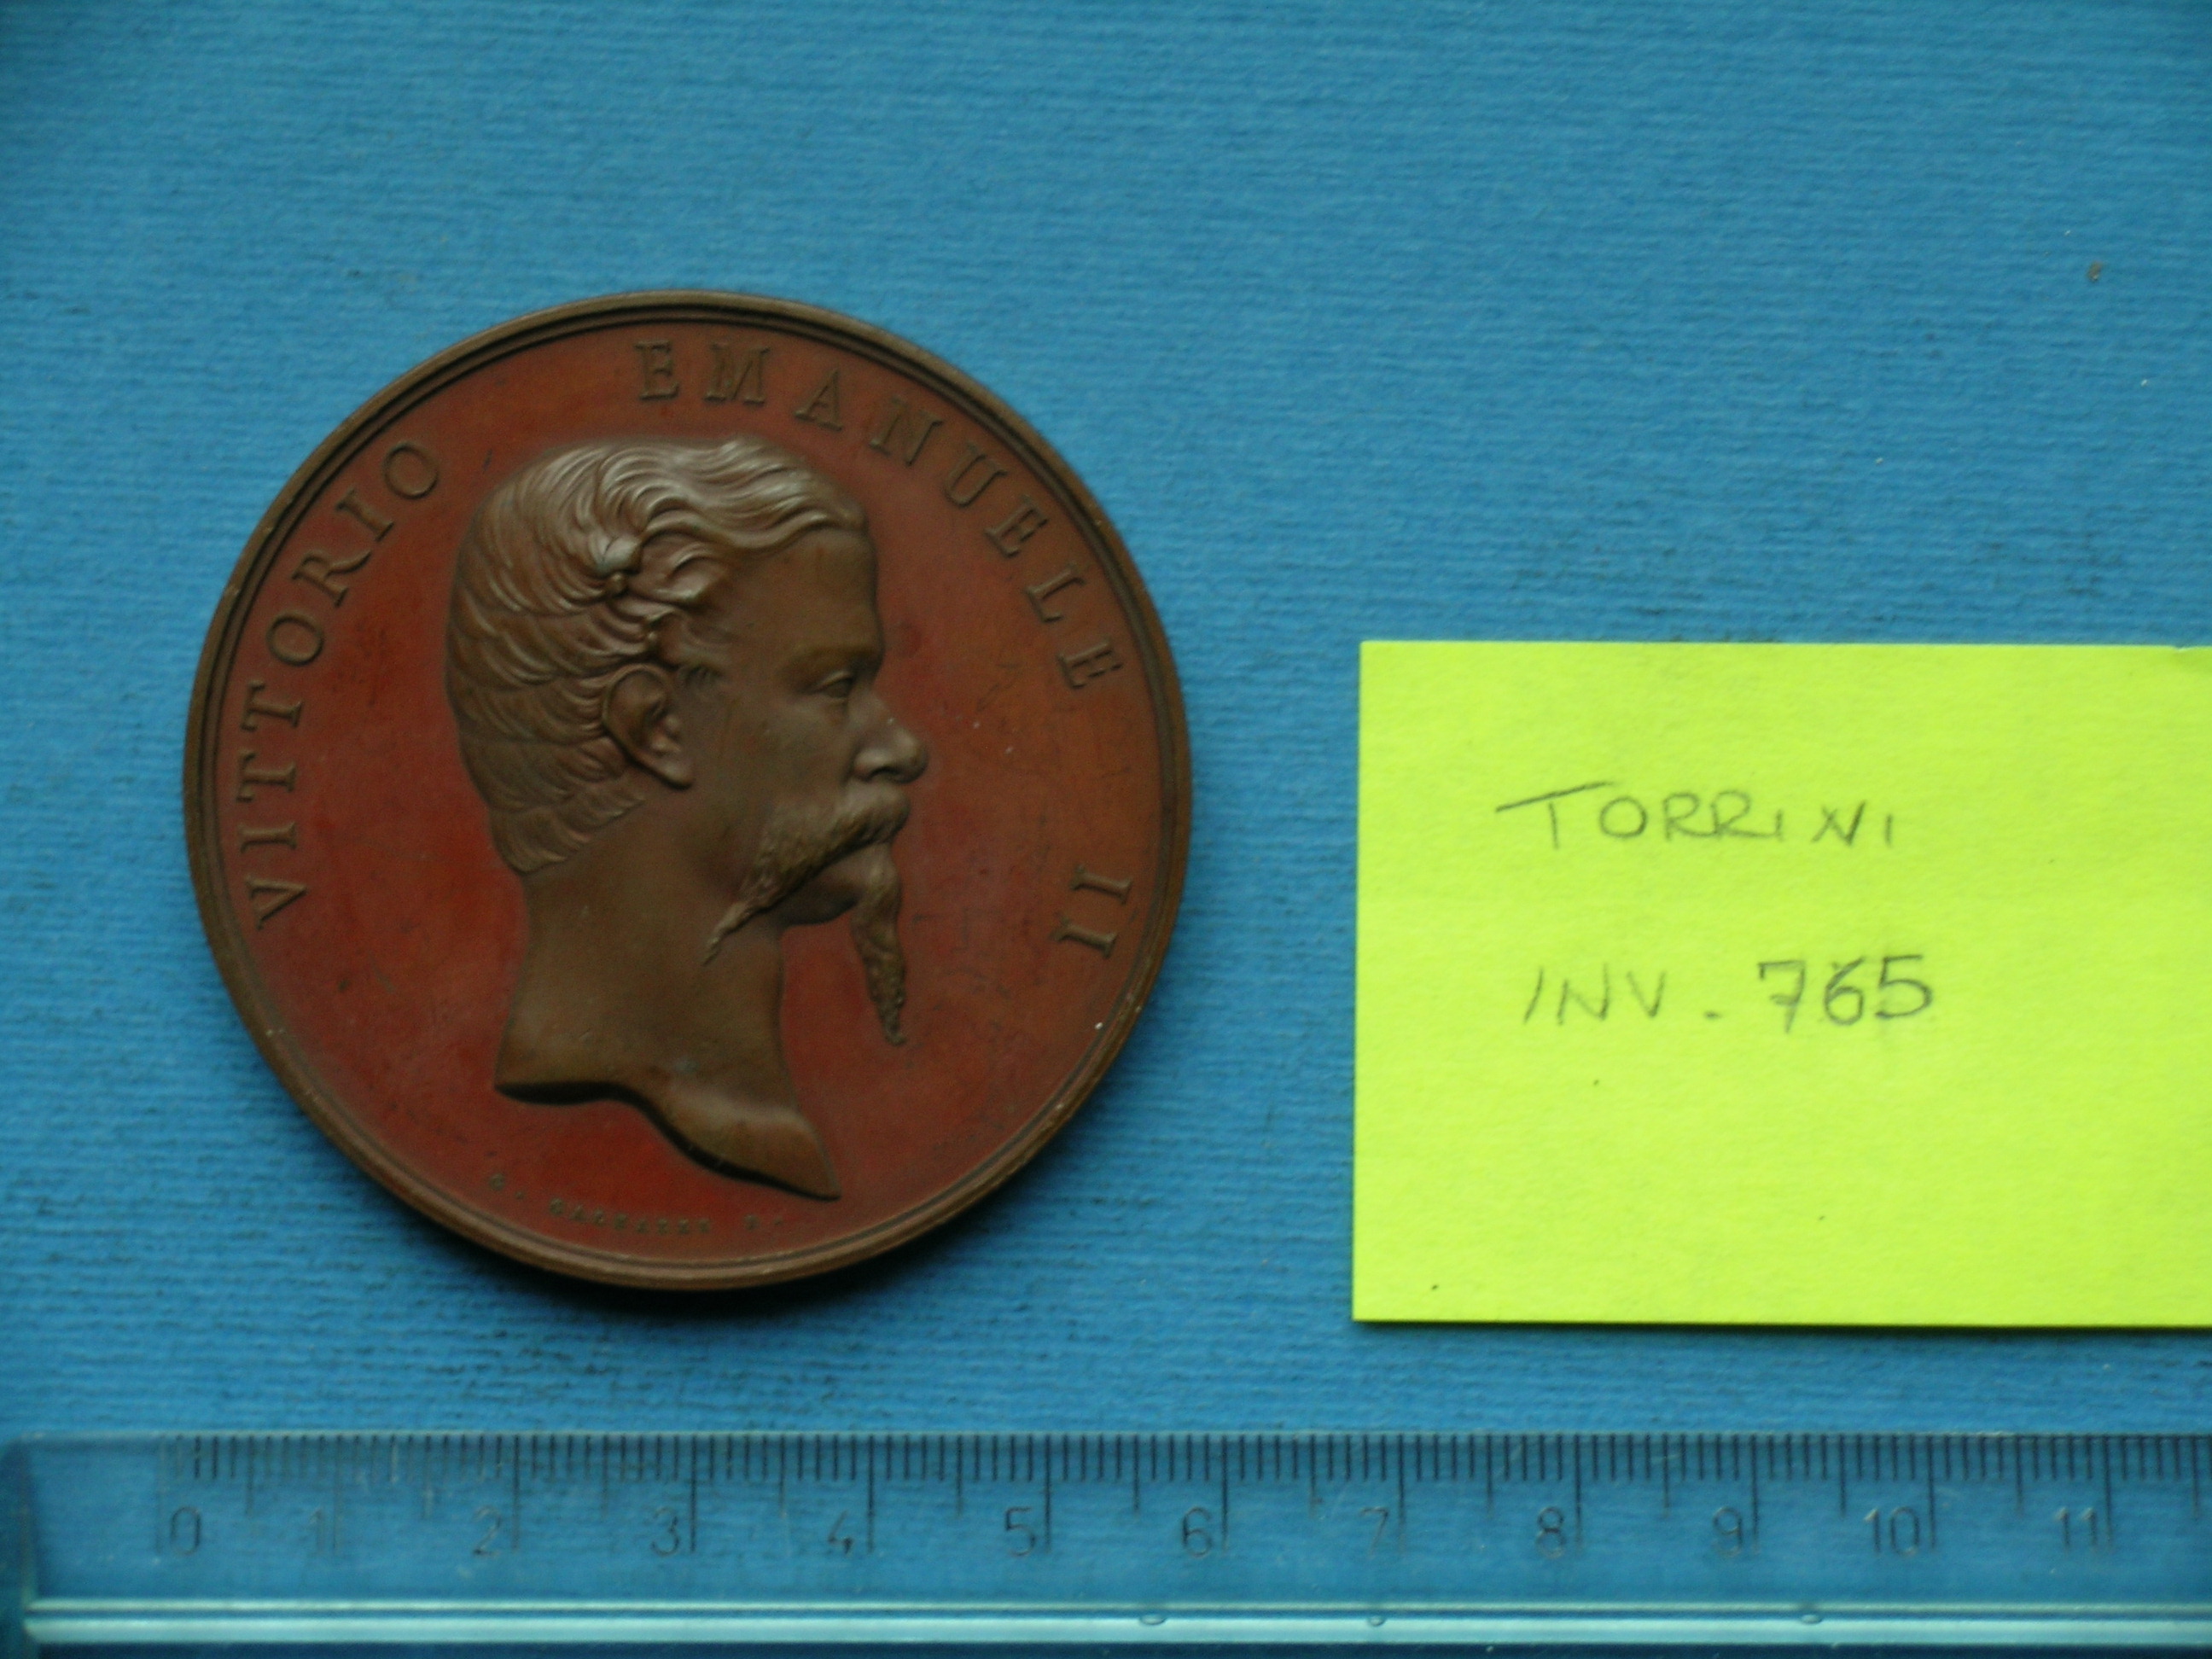 VITTORIO EMANUELE II
TORRINI
INV. 765
0 1 2 3 4 5 6 7 8 9 10 11